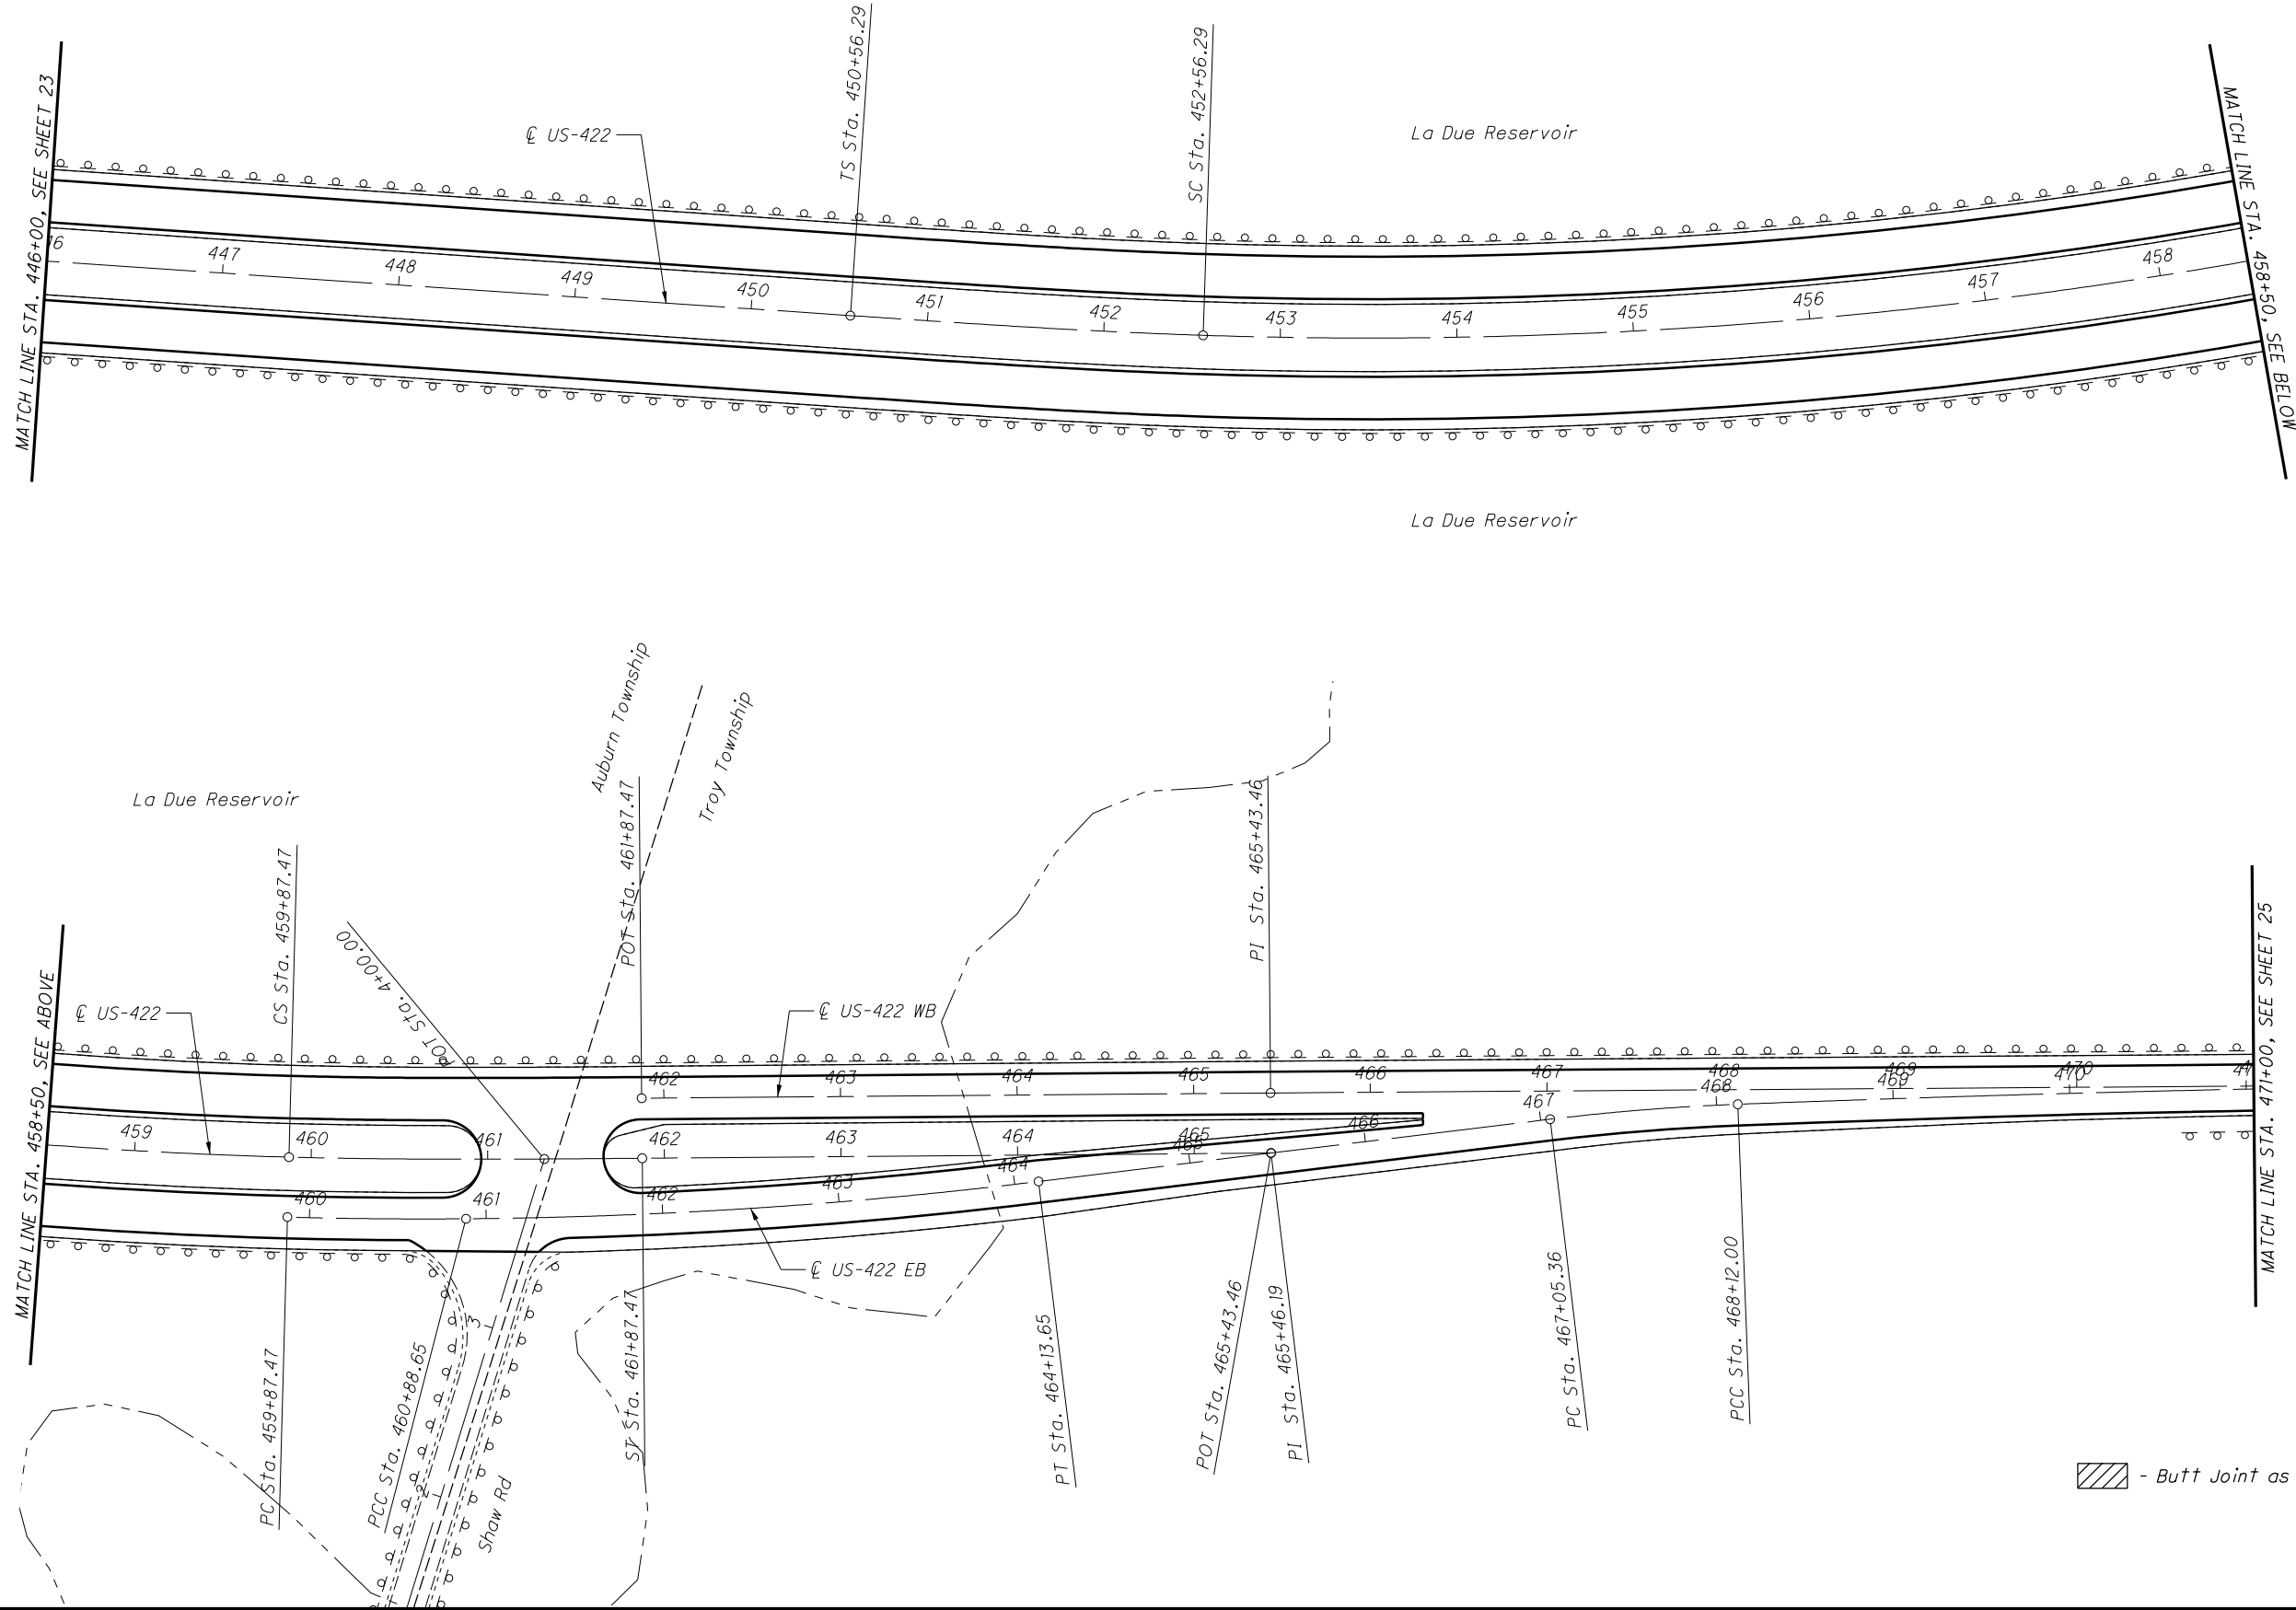 MATCH LINE STA. 446+00, SEE SHEET 23
℄ US-422
TS Sta. 450+56.29
SC Sta. 452+56.29
La Due Reservoir
MATCH LINE STA. 458+50, SEE BELOW
447
448
449
450
451
452
453
454
455
456
457
458
La Due Reservoir
Auburn Township
Troy Township
La Due Reservoir
MATCH LINE STA. 458+50, SEE ABOVE
℄ US-422
CS Sta. 459+87.47
POT Sta. 4+00.00
POT Sta. 461+87.47
℄ US-422 WB
PI Sta. 465+43.46
MATCH LINE STA. 471+00, SEE SHEET 25
462
463
464
465
466
467
468
469
470
459
460
461
462
463
464
465
460
461
462
463
464
465
466
467
468
469
470
℄ US-422 EB
3
2
PC Sta. 459+87.47
PCC Sta. 460+88.65
Shaw Rd
ST Sta. 461+87.47
PT Sta. 464+13.65
POT Sta. 465+43.46
PI Sta. 465+46.19
PC Sta. 467+05.36
PCC Sta. 468+12.00
- Butt Joint as